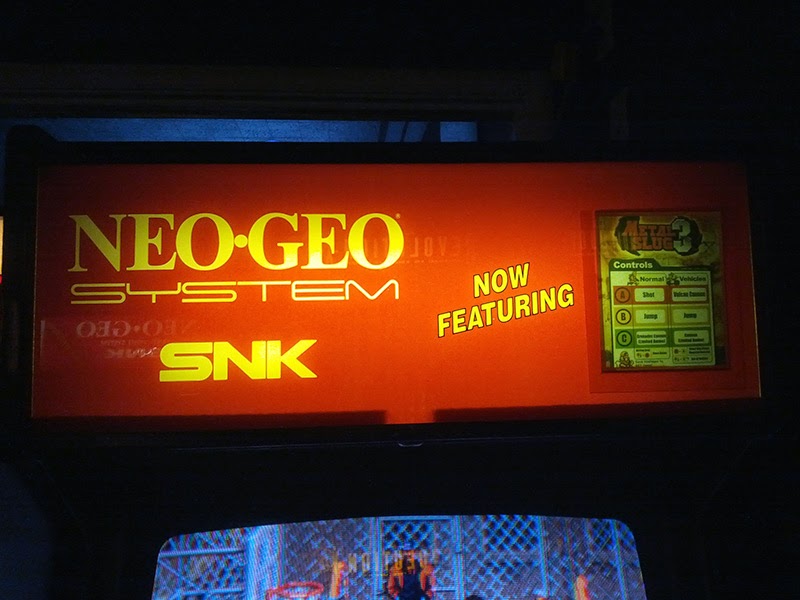 NEO•GEO
SYSTEM
SNK
NOW
FEATURING
METAL
SLUG 3
Controls
Normal Vehicles
A Shot Vulcan Cannon
B Jump Jump
C